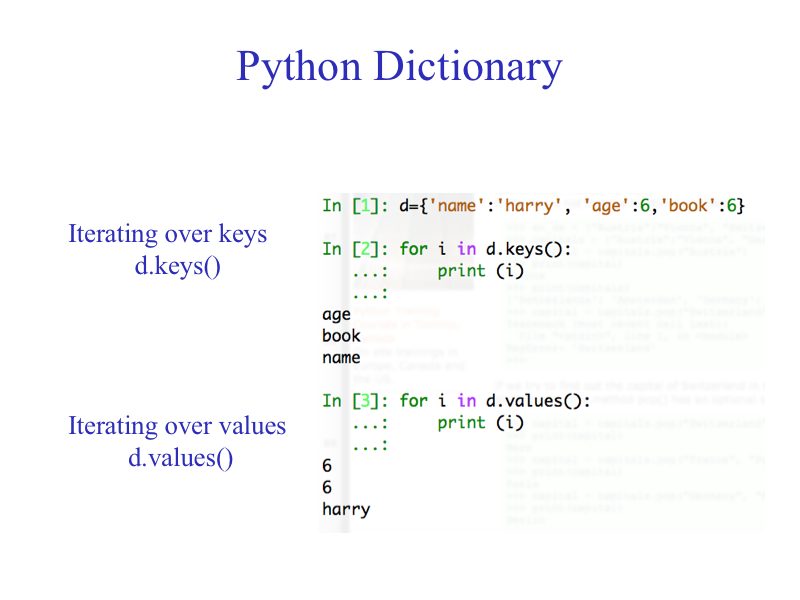 Python Dictionary
Iterating over keys
d.keys()
In [1]: d={'name':'harry', 'age':6,'book':6}
In [2]: for i in d.keys():
...: print (i)
...:
age
book
name
Iterating over values
d.values()
In [3]: for i in d.values():
...: print (i)
...:
6
6
harry